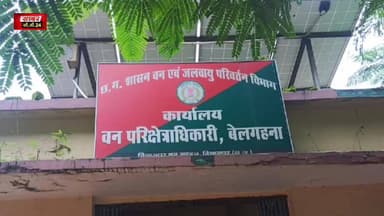 छ.ग. शासन वन एवं जलवायु परिवर्तन विभाग
कार्यालय
वन परिक्षेत्राधिकारी, बेलगहना